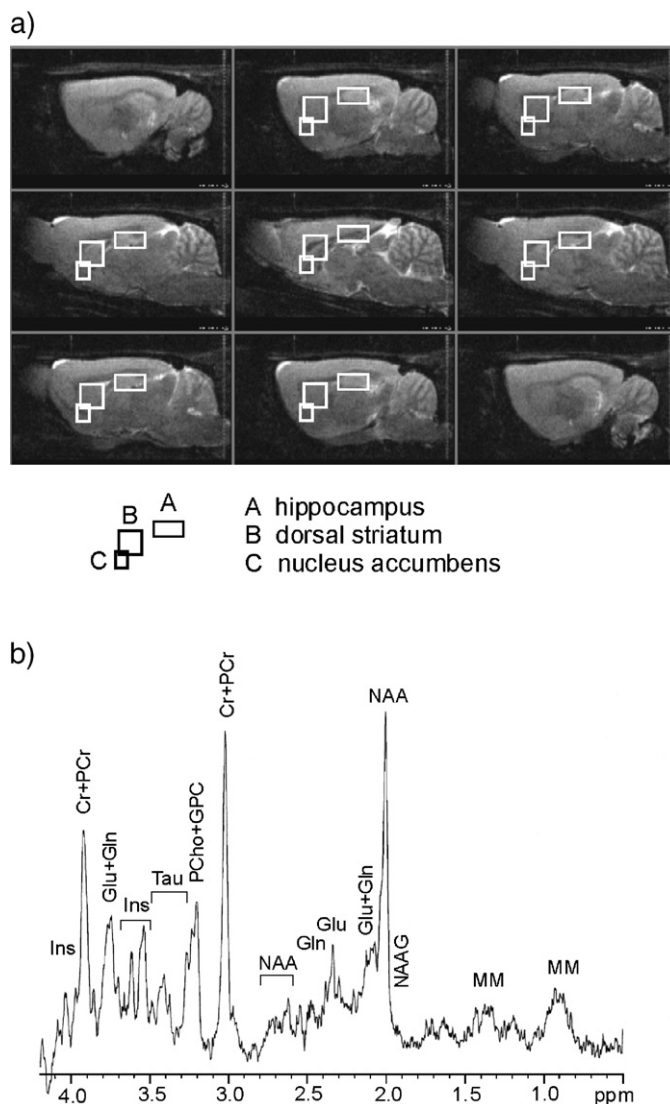 a)
A
B
C
A hippocampus
B dorsal striatum
C nucleus accumbens
b)
Ins
Cr+PCr
Glu+Gln
Ins
Tau
PCho+GPC
Cr+PCr
NAA
Gln
Glu
Glu+Gln
NAA
NAAG
MM
MM
4.0 3.5 3.0 2.5 2.0 1.5 1.0 ppm